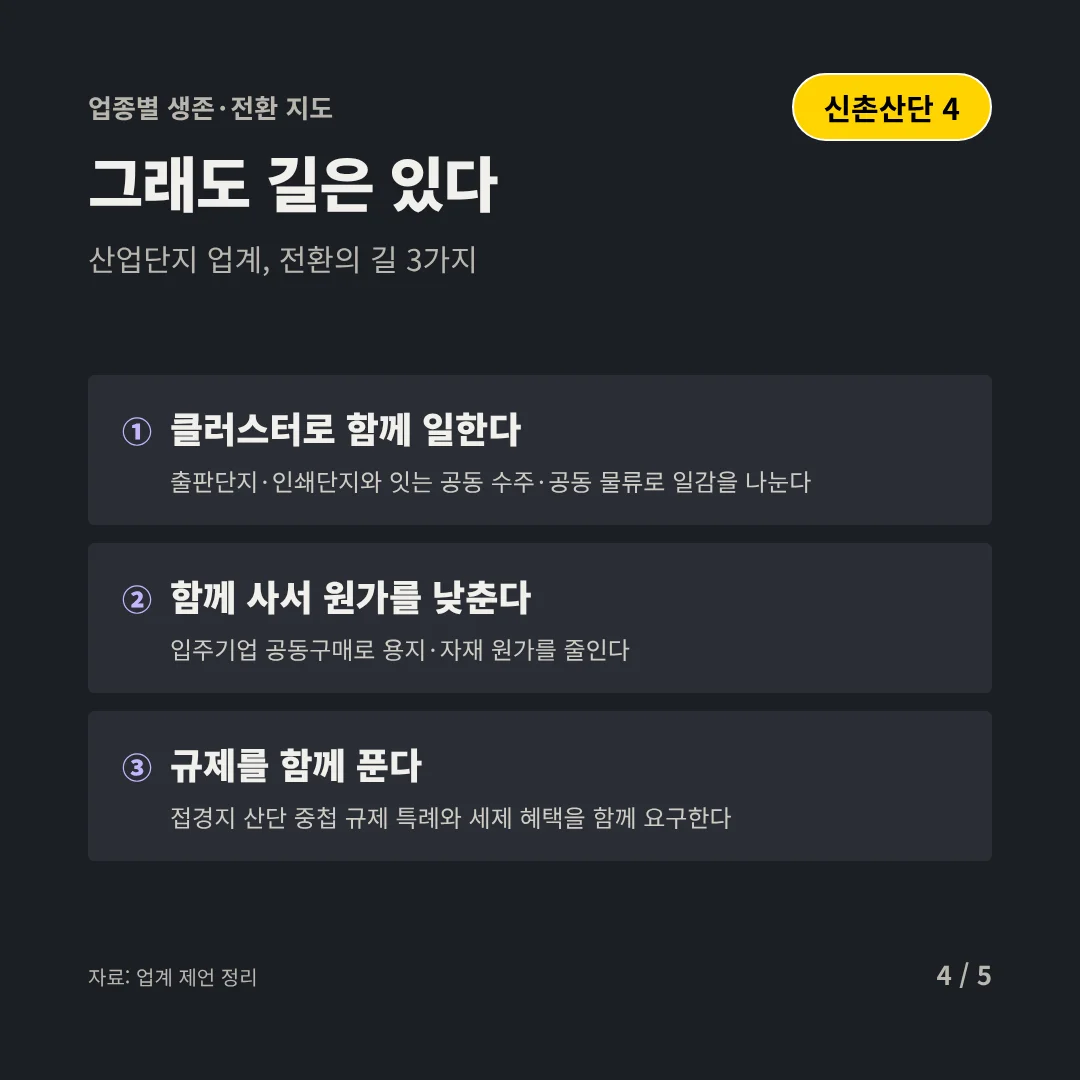 업종별 생존·전환 지도
신촌산단 4
그래도 길은 있다
산업단지 업계, 전환의 길 3가지
① 클러스터로 함께 일한다
출판단지·인쇄단지와 잇는 공동 수주·공동 물류로 일감을 나눈다
② 함께 사서 원가를 낮춘다
입주기업 공동구매로 용지·자재 원가를 줄인다
③ 규제를 함께 푼다
접경지 산단 중첩 규제 특례와 세제 혜택을 함께 요구한다
자료: 업계 제언 정리
4 / 5